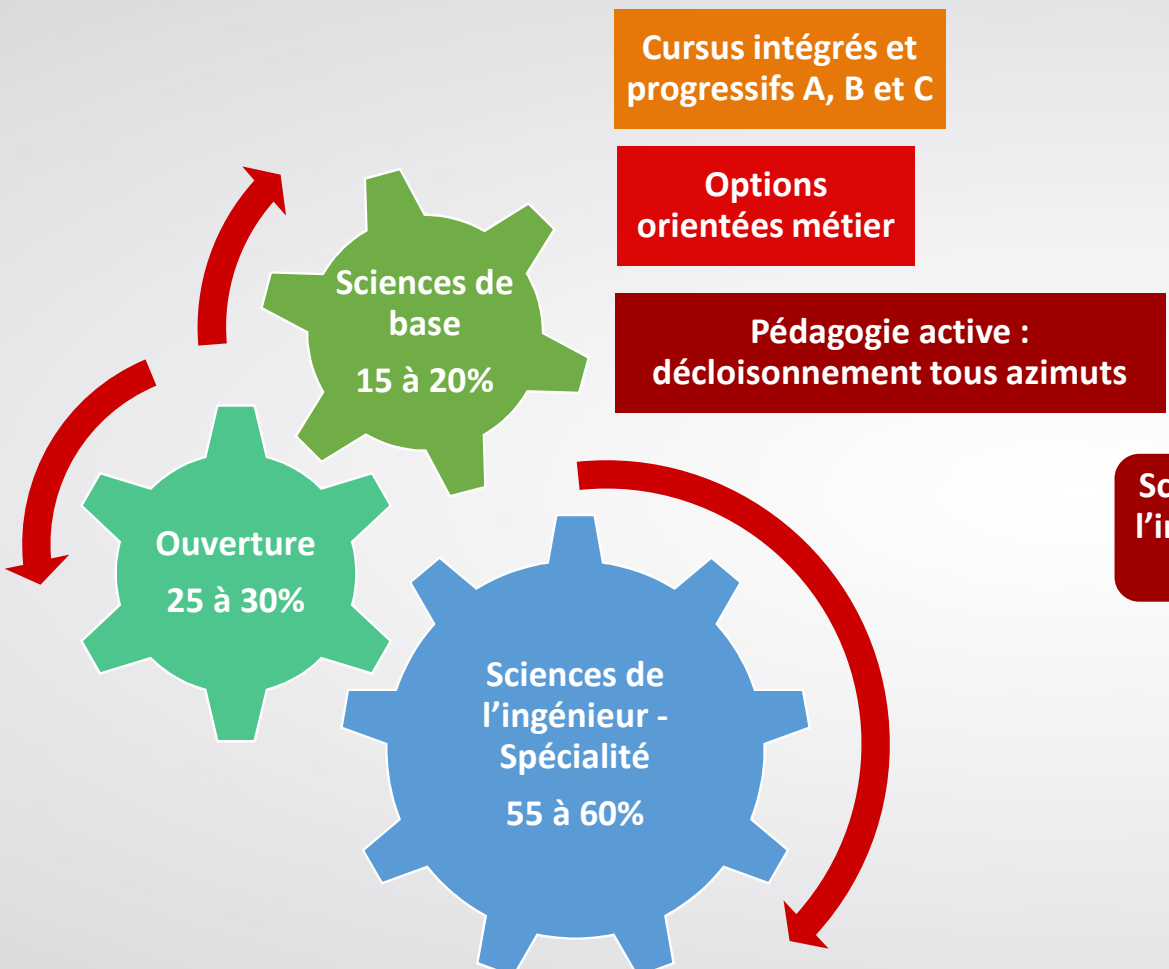 Cursus intégrés et
progressifs A, B et C
Options
orientées métier
Pédagogie active :
décloisonnement tous azimuts
Sciences de
base
15 à 20%
Ouverture
25 à 30%
Sciences de
l'ingénieur -
Spécialité
55 à 60%